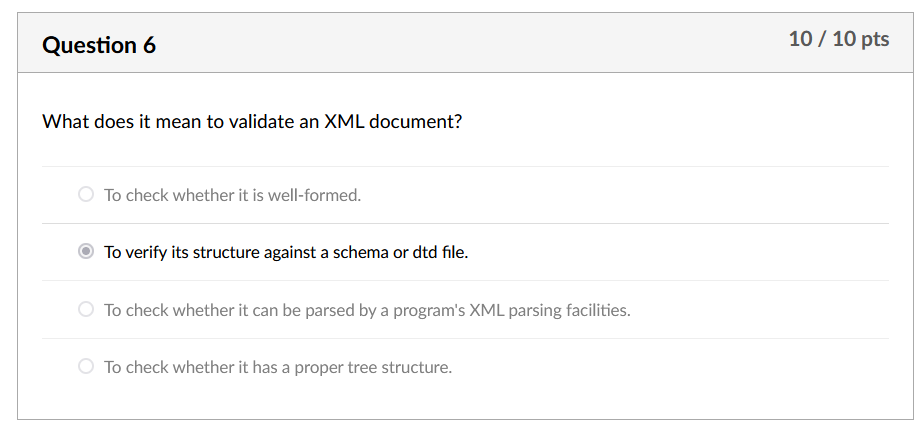 Question 6
10 / 10 pts
What does it mean to validate an XML document?
To check whether it is well-formed.
To verify its structure against a schema or dtd file.
To check whether it can be parsed by a program's XML parsing facilities.
To check whether it has a proper tree structure.